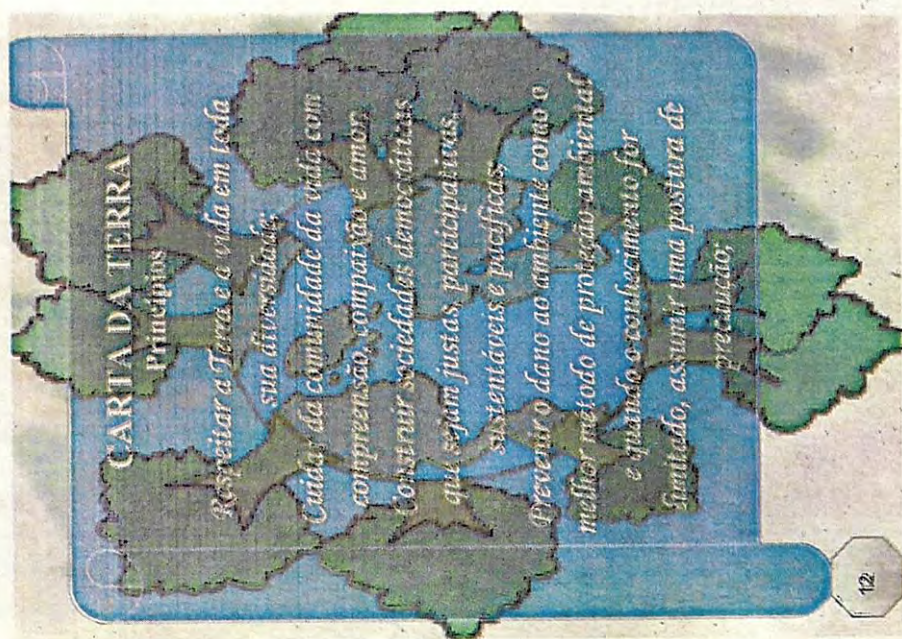 CARTA DA TERRA
Princípios
Respeitar a Terra e a vida em toda
sua diversidade;
Cuidar da comunidade da vida com
compreensão, compaixão e amor;
Construir sociedades democráticas
que sejam justas, participativas,
sustentáveis e pacíficas;
Prevenir o dano ao ambiente como o
melhor método de proteção ambiental
e quando o conhecimento for
limitado, assumir uma postura de
precaução;
12